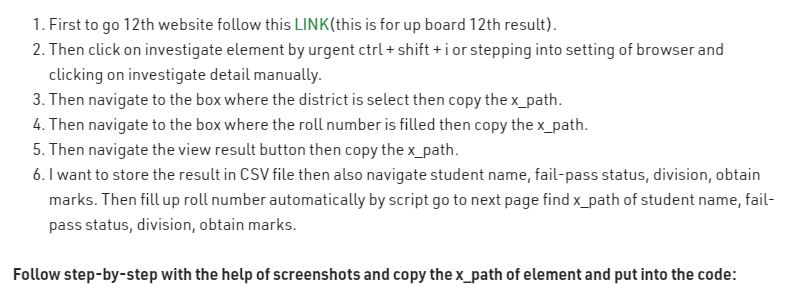 1. First to go 12th website follow this LINK(this is for up board 12th result).
2. Then click on investigate element by urgent ctrl + shift + i or stepping into setting of browser and
clicking on investigate detail manually.
3. Then navigate to the box where the district is select then copy the x_path.
4. Then navigate to the box where the roll number is filled then copy the x_path.
5. Then navigate the view result button then copy the x_path.
6. I want to store the result in CSV file then also navigate student name, fail-pass status, division, obtain
marks. Then fill up roll number automatically by script go to next page find x_path of student name, fail-
pass status, division, obtain marks.
Follow step-by-step with the help of screenshots and copy the x_path of element and put into the code: